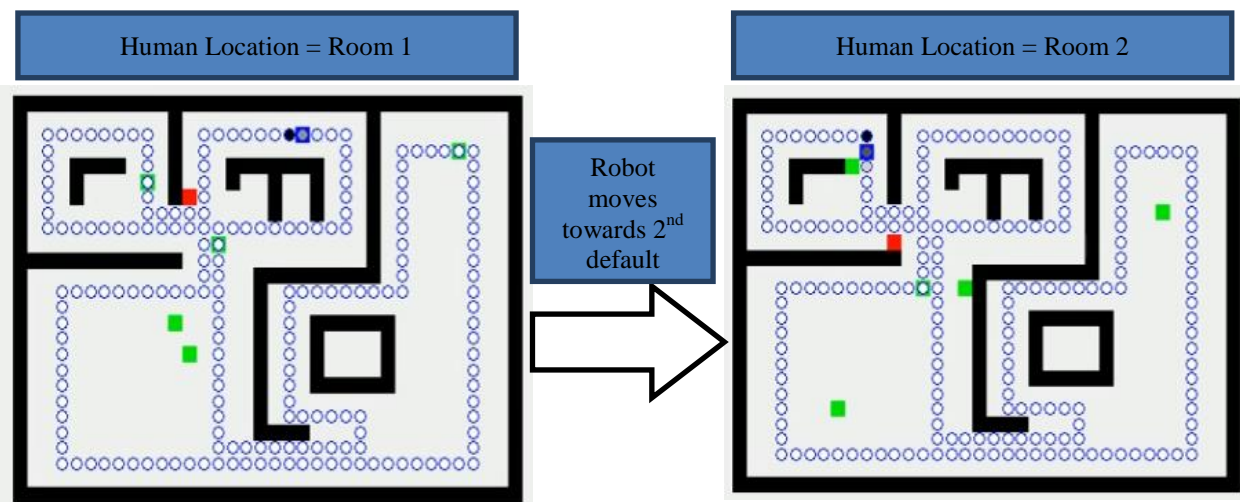 Human Location = Room 1
Human Location = Room 2
Robot
moves
towards 2nd
default